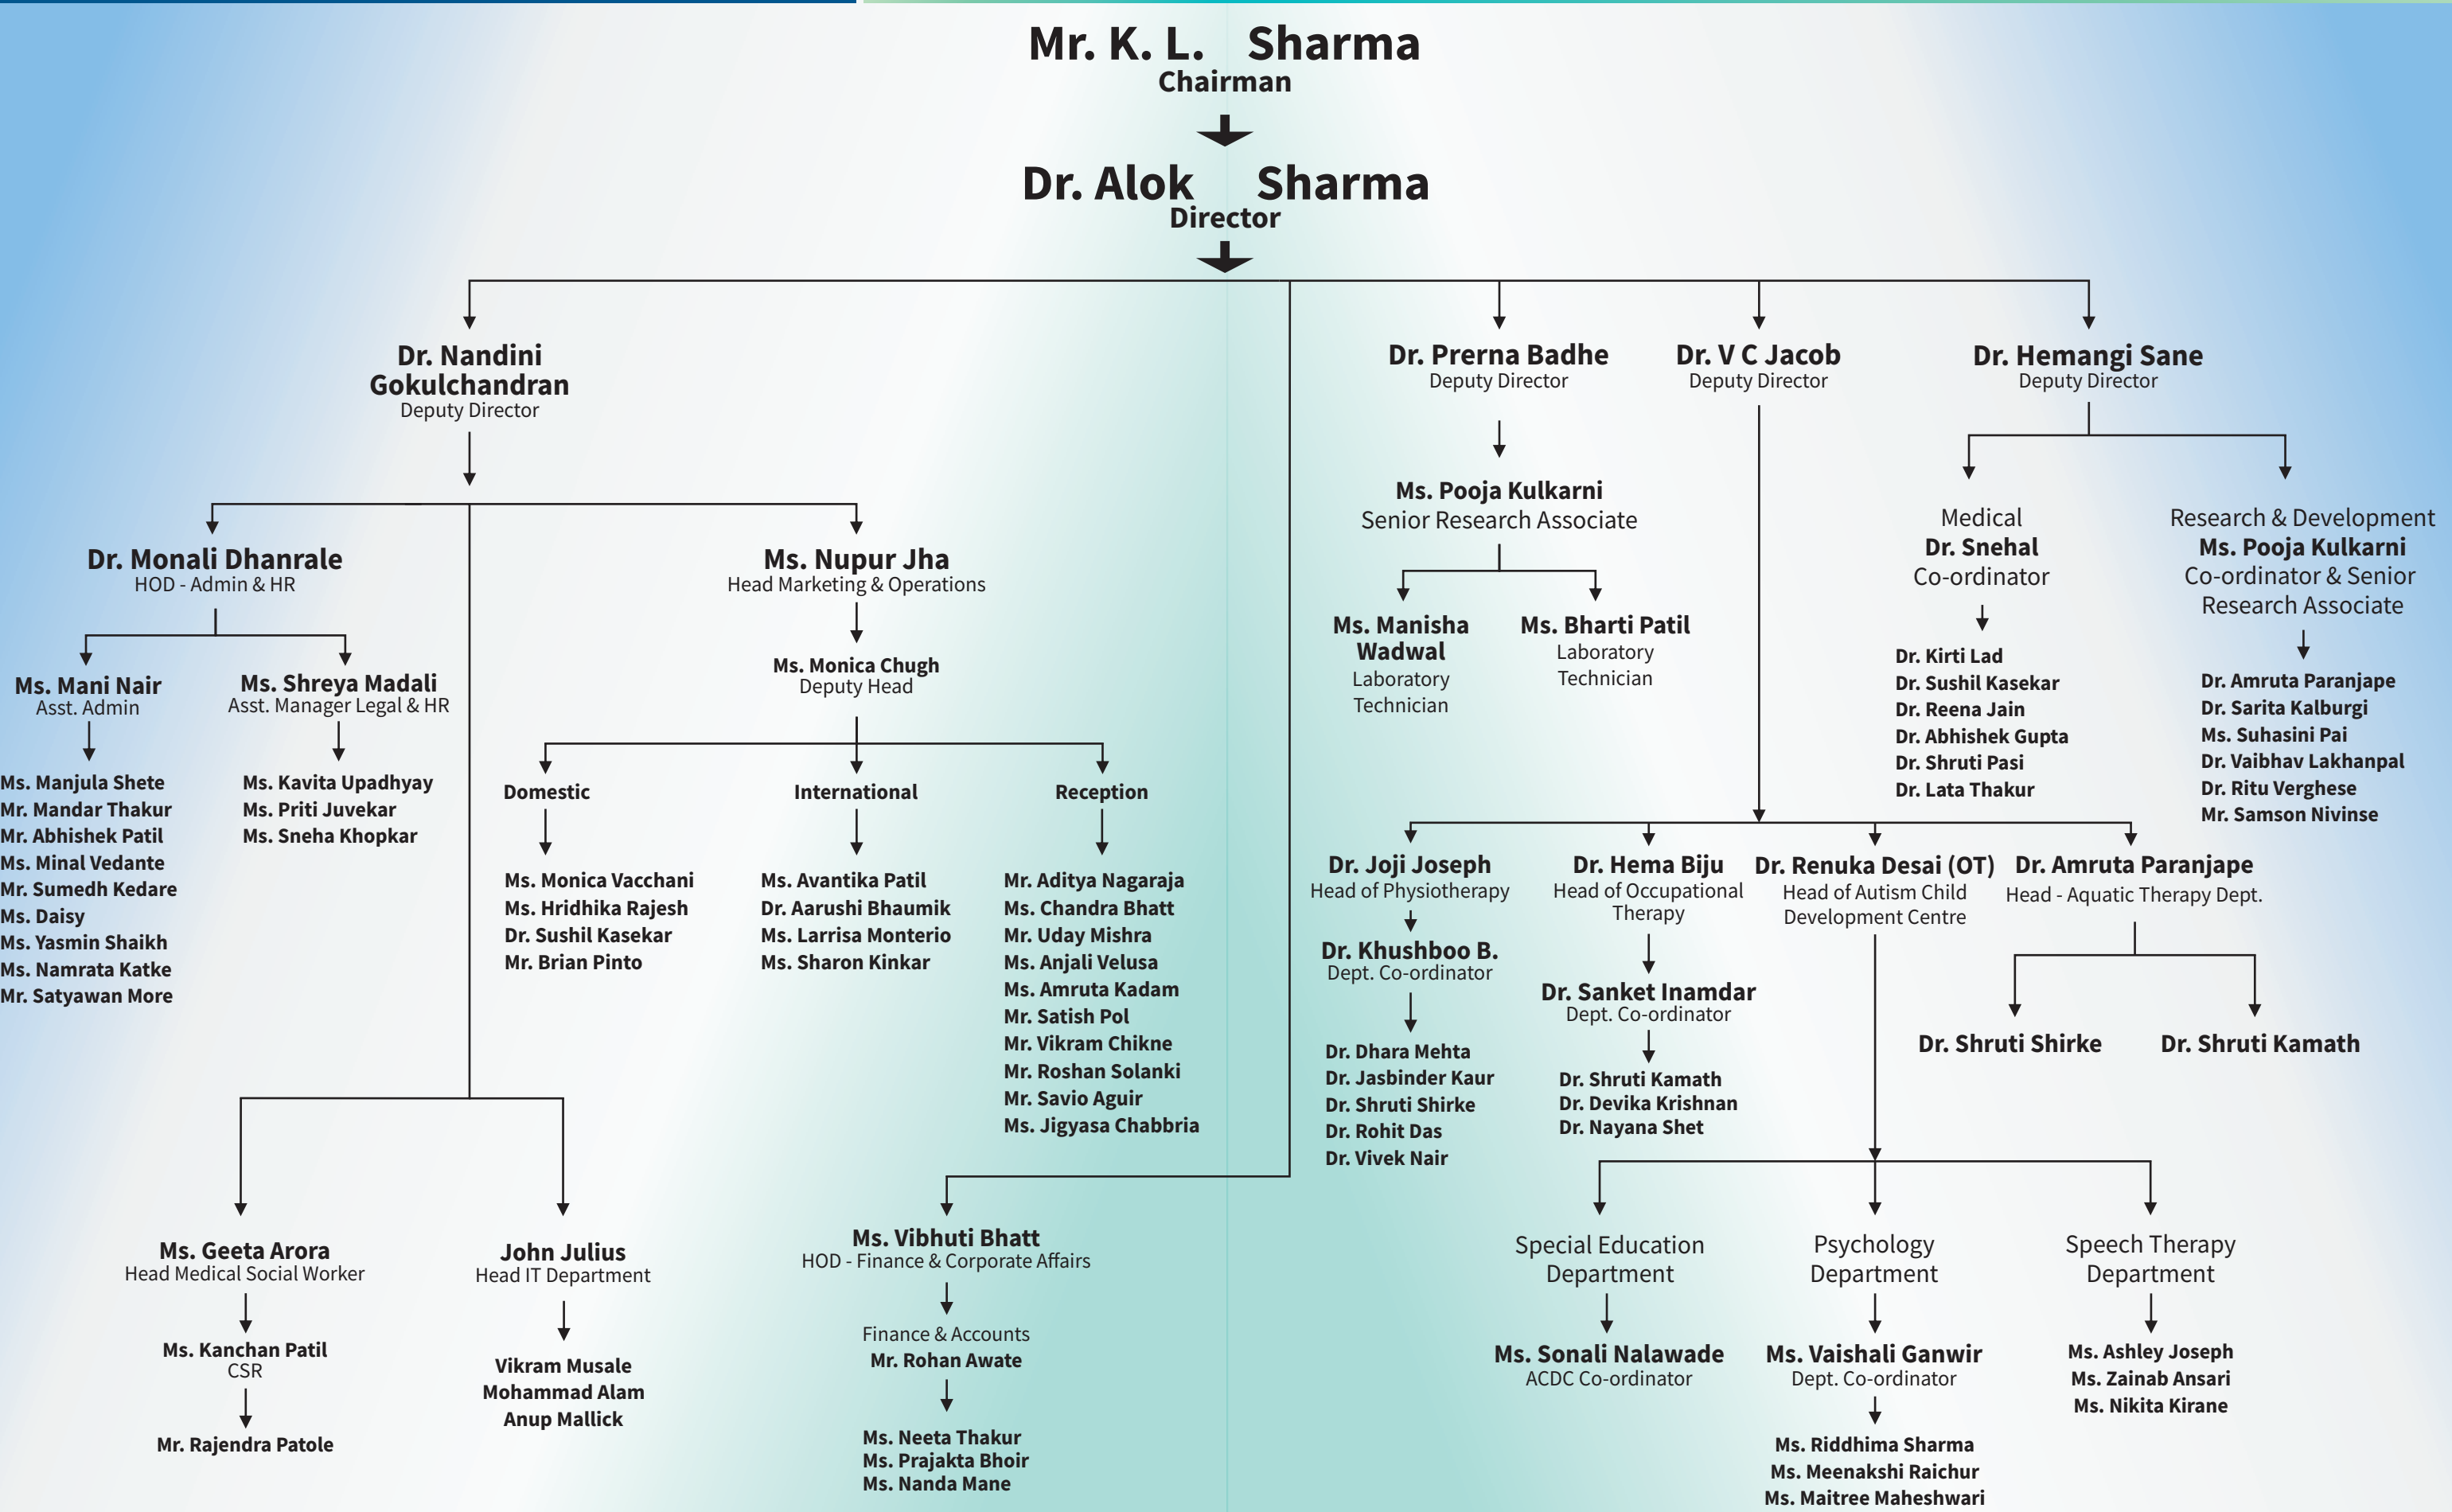 Mr. K. L. Sharma
Chairman
Dr. Alok Sharma
Director
Dr. Nandini
Gokulchandran
Deputy Director
Dr. Monali Dhanrale
HOD - Admin & HR
Ms. Mani Nair
Asst. Admin
Ms. Manjula Shete
Mr. Mandar Thakur
Mr. Abhishek Patil
Ms. Minal Vedante
Mr. Sumedh Kedare
Ms. Daisy
Ms. Yasmin Shaikh
Ms. Namrata Katke
Mr. Satyawan More
Ms. Shreya Madali
Asst. Manager Legal & HR
Ms. Kavita Upadhyay
Ms. Priti Juvekar
Ms. Sneha Khopkar
Ms. Nupur Jha
Head Marketing & Operations
Ms. Monica Chugh
Deputy Head
Domestic
Ms. Monica Vacchani
Ms. Hridhika Rajesh
Dr. Sushil Kasekar
Mr. Brian Pinto
International
Ms. Avantika Patil
Dr. Aarushi Bhaumik
Ms. Larrisa Monterio
Ms. Sharon Kinkar
Reception
Mr. Aditya Nagaraja
Ms. Chandra Bhatt
Mr. Uday Mishra
Ms. Anjali Velusa
Ms. Amruta Kadam
Mr. Satish Pol
Mr. Vikram Chikne
Mr. Roshan Solanki
Mr. Savio Aguir
Ms. Jigyasa Chabbria
Ms. Geeta Arora
Head Medical Social Worker
Ms. Kanchan Patil
CSR
Mr. Rajendra Patole
John Julius
Head IT Department
Vikram Musale
Mohammad Alam
Anup Mallick
Ms. Vibhuti Bhatt
HOD - Finance & Corporate Affairs
Finance & Accounts
Mr. Rohan Awate
Ms. Neeta Thakur
Ms. Prajakta Bhoir
Ms. Nanda Mane
Dr. Prerna Badhe
Deputy Director
Ms. Pooja Kulkarni
Senior Research Associate
Ms. Manisha
Wadwal
Laboratory
Technician
Ms. Bharti Patil
Laboratory
Technician
Dr. V C Jacob
Deputy Director
Dr. Joji Joseph
Head of Physiotherapy
Dr. Khushboo B.
Dept. Co-ordinator
Dr. Dhara Mehta
Dr. Jasbinder Kaur
Dr. Shruti Shirke
Dr. Rohit Das
Dr. Vivek Nair
Dr. Hema Biju
Head of Occupational
Therapy
Dr. Sanket Inamdar
Dept. Co-ordinator
Dr. Shruti Kamath
Dr. Devika Krishnan
Dr. Nayana Shet
Dr. Renuka Desai (OT)
Head of Autism Child
Development Centre
Special Education
Department
Ms. Sonali Nalawade
ACDC Co-ordinator
Psychology
Department
Ms. Vaishali Ganwir
Dept. Co-ordinator
Ms. Riddhima Sharma
Ms. Meenakshi Raichur
Ms. Maitree Maheshwari
Speech Therapy
Department
Ms. Ashley Joseph
Ms. Zainab Ansari
Ms. Nikita Kirane
Dr. Amruta Paranjape
Head - Aquatic Therapy Dept.
Dr. Shruti Shirke
Dr. Shruti Kamath
Dr. Hemangi Sane
Deputy Director
Medical
Dr. Snehal
Co-ordinator
Dr. Kirti Lad
Dr. Sushil Kasekar
Dr. Reena Jain
Dr. Abhishek Gupta
Dr. Shruti Pasi
Dr. Lata Thakur
Research & Development
Ms. Pooja Kulkarni
Co-ordinator & Senior
Research Associate
Dr. Amruta Paranjape
Dr. Sarita Kalburgi
Ms. Suhasini Pai
Dr. Vaibhav Lakhanpal
Dr. Ritu Verghese
Mr. Samson Nivinse